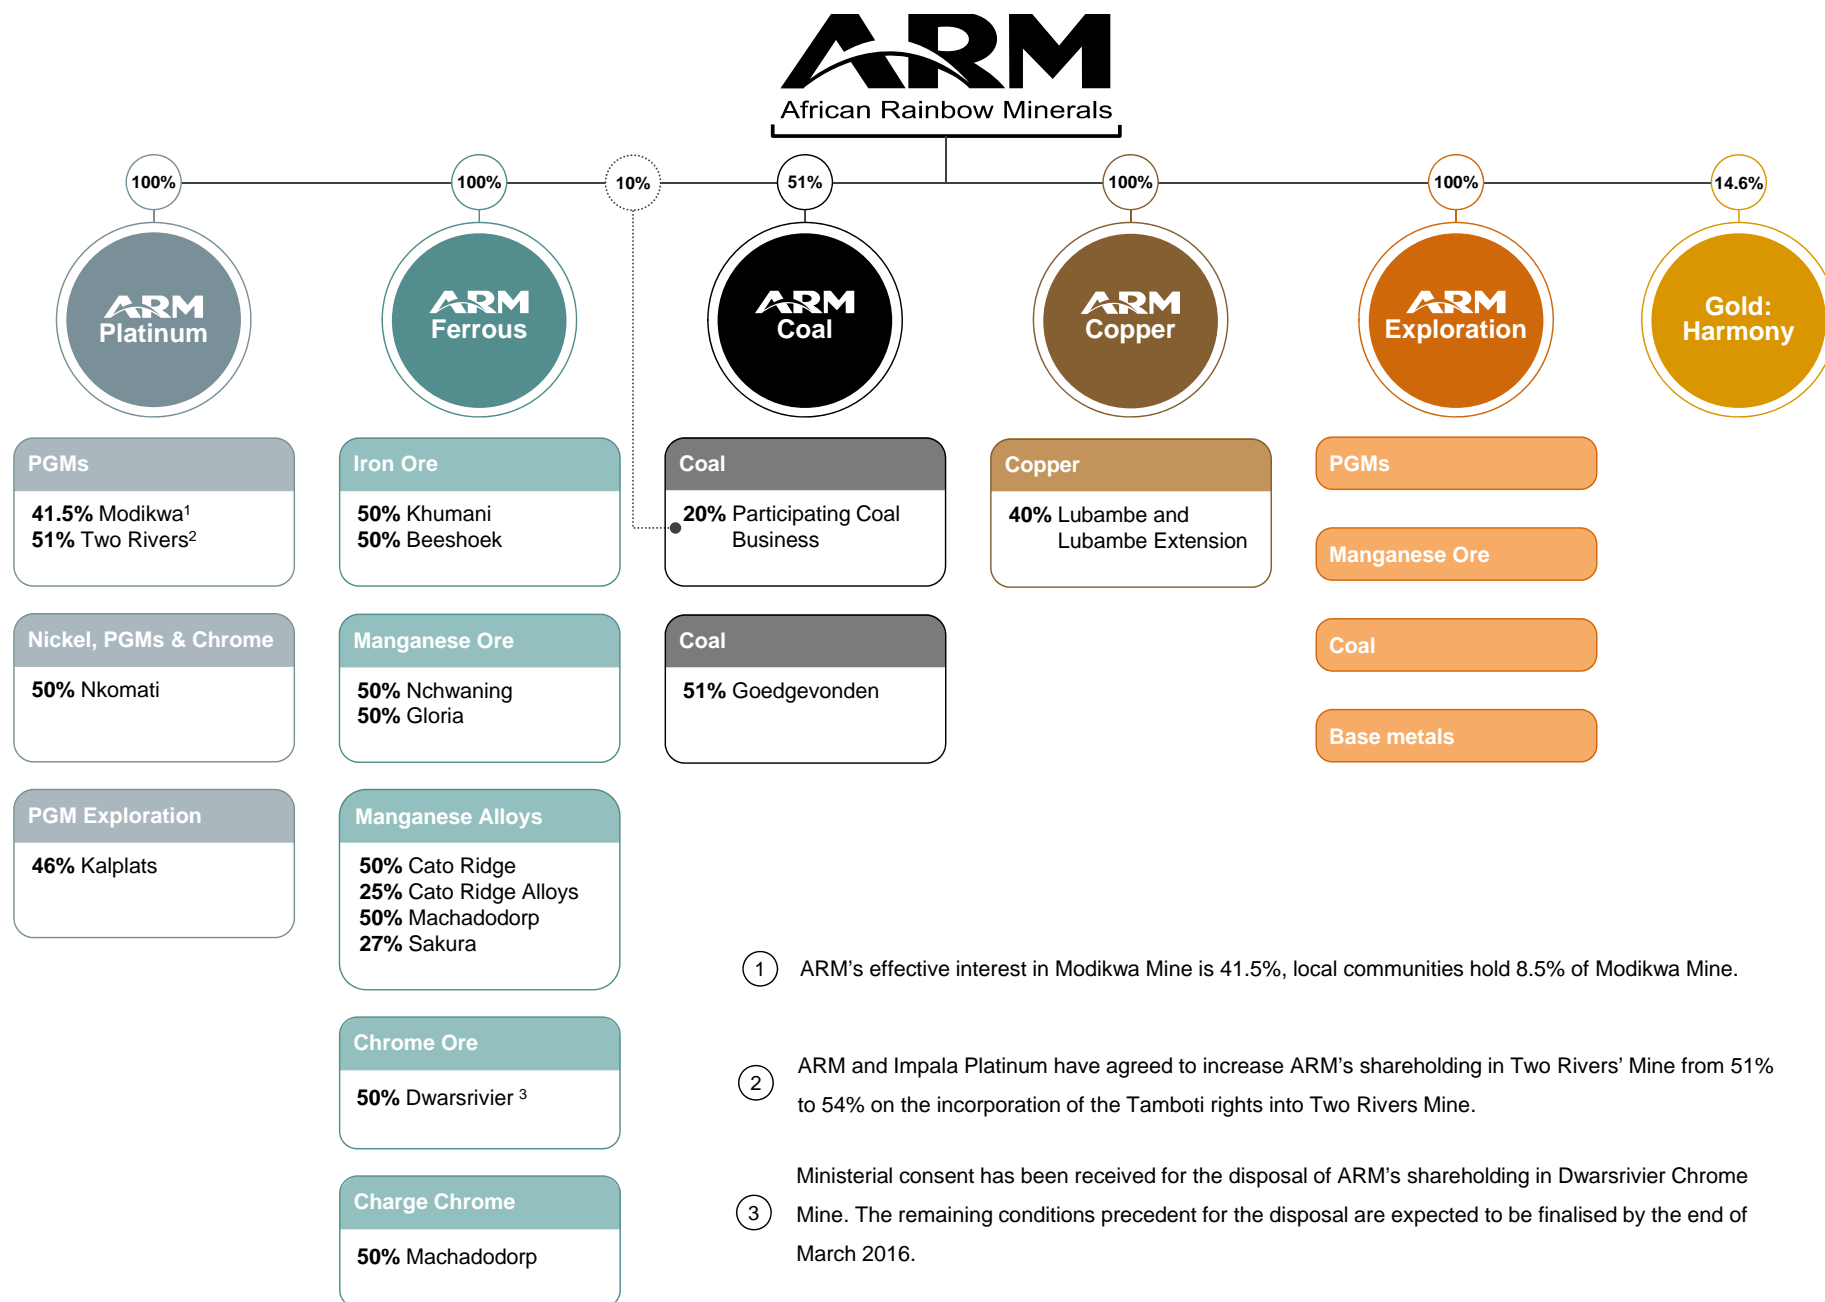 ARM
African Rainbow Minerals
100%
100%
10%
51%
100%
100%
14.6%
ARM
Platinum
ARM
Ferrous
ARM
Coal
ARM
Copper
ARM
Exploration
Gold:
Harmony
PGMs
41.5% Modikwa¹
51% Two Rivers²
Nickel, PGMs & Chrome
50% Nkomati
PGM Exploration
46% Kalplats
Iron Ore
50% Khumani
50% Beeshoek
Manganese Ore
50% Nchwaning
50% Gloria
Manganese Alloys
50% Cato Ridge
25% Cato Ridge Alloys
50% Machadodorp
27% Sakura
Chrome Ore
50% Dwarsrivier ³
Charge Chrome
50% Machadodorp
Coal
20% Participating Coal
Business
Coal
51% Goedgevonden
Copper
40% Lubambe and
Lubambe Extension
PGMs
Manganese Ore
Coal
Base metals
1 ARM’s effective interest in Modikwa Mine is 41.5%, local communities hold 8.5% of Modikwa Mine.
2 ARM and Impala Platinum have agreed to increase ARM’s shareholding in Two Rivers’ Mine from 51%
to 54% on the incorporation of the Tamboti rights into Two Rivers Mine.
3 Ministerial consent has been received for the disposal of ARM’s shareholding in Dwarsrivier Chrome
Mine. The remaining conditions precedent for the disposal are expected to be finalised by the end of
March 2016.